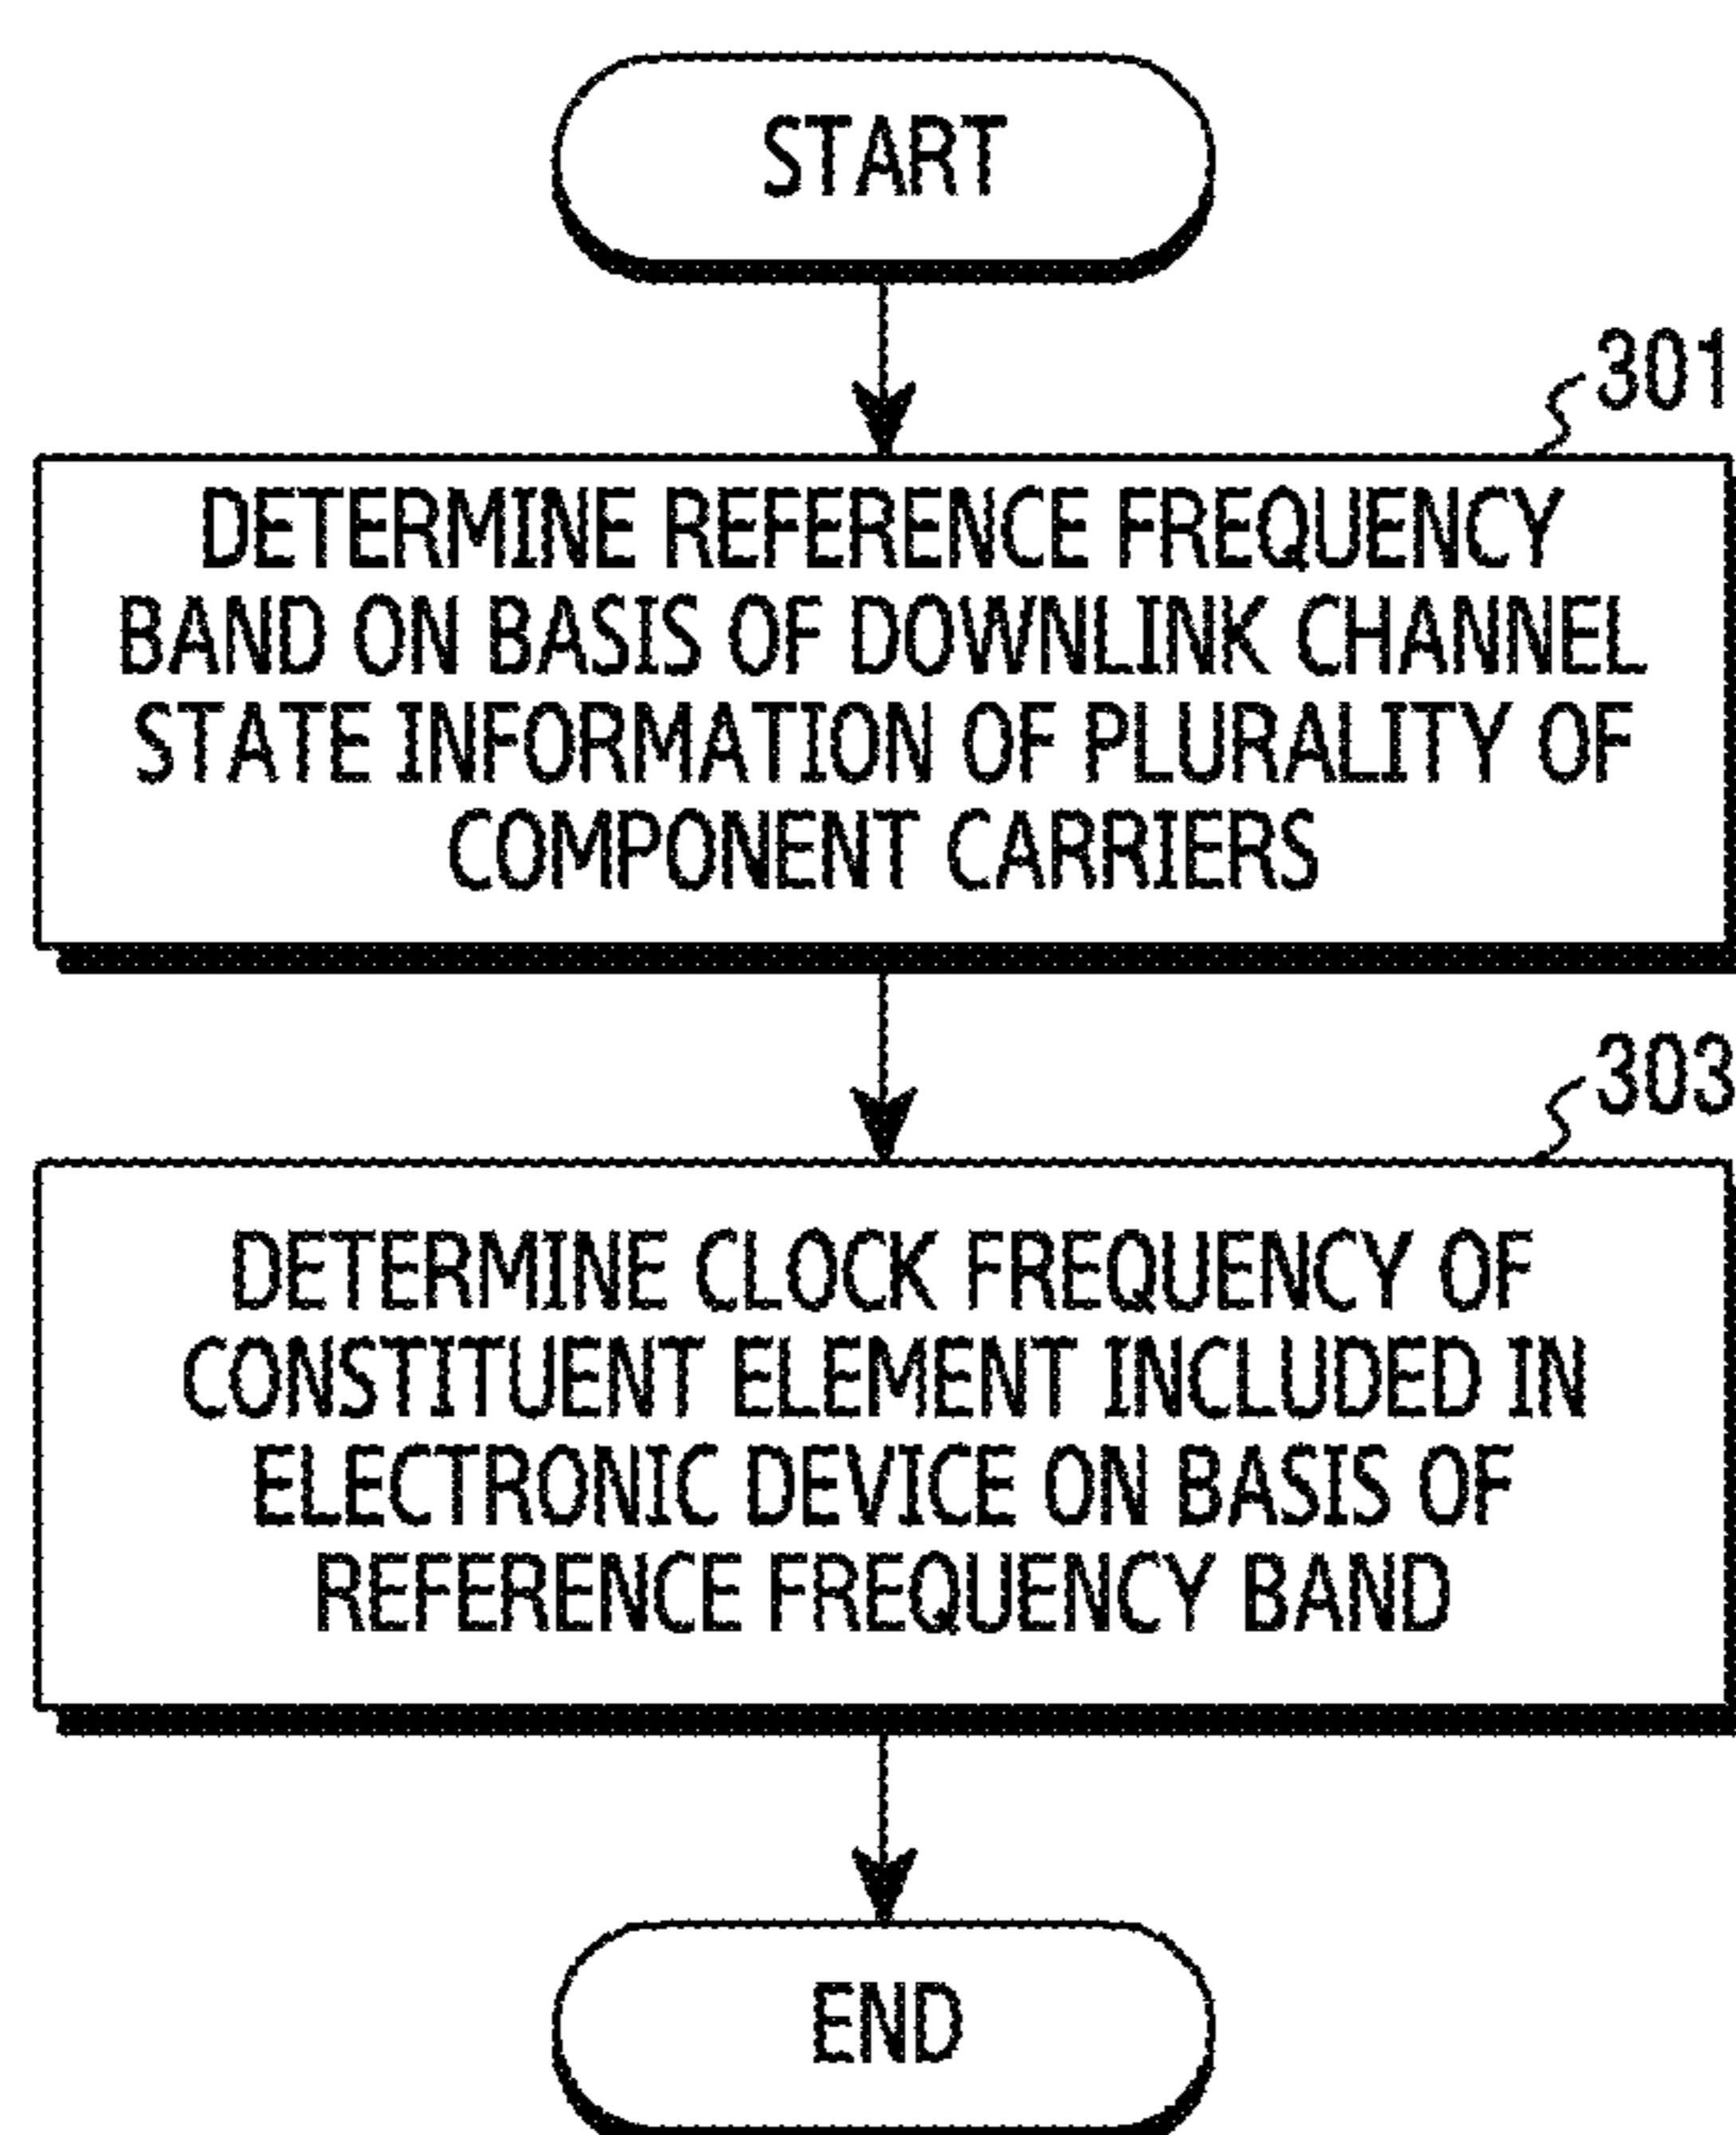 START
301
DETERMINE REFERENCE FREQUENCY
BAND ON BASIS OF DOWNLINK CHANNEL
STATE INFORMATION OF PLURALITY OF
COMPONENT CARRIERS
303
DETERMINE CLOCK FREQUENCY OF
CONSTITUENT ELEMENT INCLUDED IN
ELECTRONIC DEVICE ON BASIS OF
REFERENCE FREQUENCY BAND
END